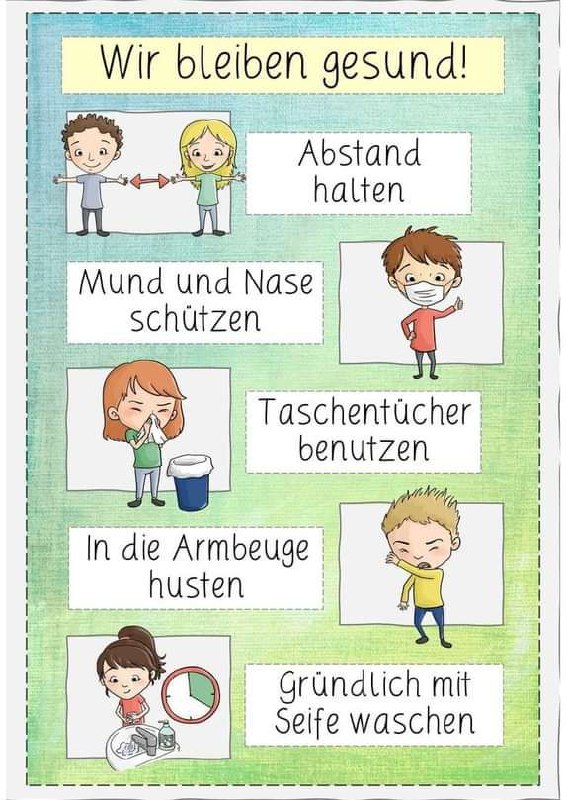 Wir bleiben gesund!
Abstand
halten
Mund und Nase
schützen
Taschentücher
benutzen
In die Armbeuge
husten
Gründlich mit
Seife waschen